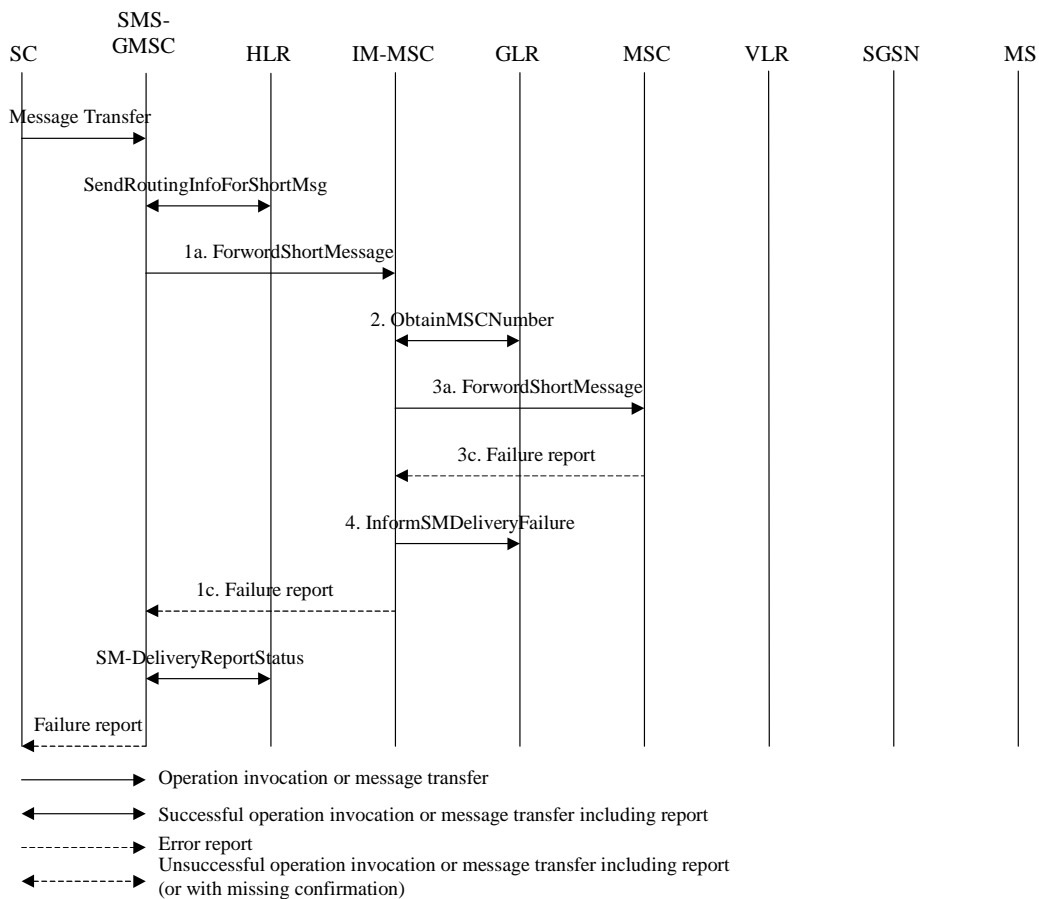 SMS-
GMSC
SC HLR IM-MSC GLR MSC VLR SGSN MS
Message Transfer
SendRoutingInfoForShortMsg
1a. ForwordShortMessage
2. ObtainMSCNumber
3a. ForwordShortMessage
3c. Failure report
4. InformSMDeliveryFailure
1c. Failure report
SM-DeliveryReportStatus
Failure report
Operation invocation or message transfer
Successful operation invocation or message transfer including report
Error report
Unsuccessful operation invocation or message transfer including report
(or with missing confirmation)